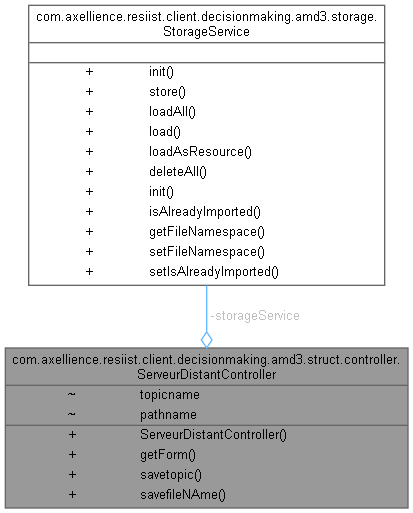 com.axellience.resiist.client.decisionmaking.amd3.storage.
StorageService
+ init()
+ store()
+ loadAll()
+ load()
+ loadAsResource()
+ deleteAll()
+ init()
+ isAlreadyImported()
+ getFileNamespace()
+ setFileNamespace()
+ setIsAlreadyImported()
-storageService
com.axellience.resiist.client.decisionmaking.amd3.struct.controller.
ServeurDistantController
~ topicname
~ pathname
+ ServeurDistantController()
+ getForm()
+ savetopic()
+ savefileNAme()